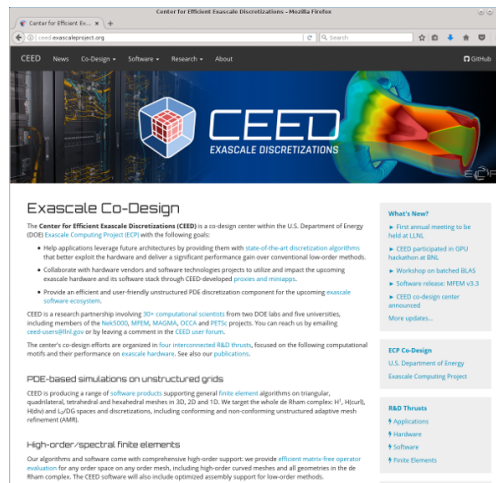 Center for Efficient Exascale Discretizations - Mozilla Firefox
Center for Efficient Ex... ×
ceed.exascaleproject.org
Search
CEED News Co-Design Software Research About GitHub
CEED
EXASCALE DISCRETIZATIONS
ECP
Exascale Co-Design
The Center for Efficient Exascale Discretizations (CEED) is a co-design center within the U.S. Department of Energy
(DOE) Exascale Computing Project (ECP) with the following goals:
• Help applications leverage future architectures by providing them with state-of-the-art discretization algorithms
that better exploit the hardware and deliver a significant performance gain over conventional low-order methods.
• Collaborate with hardware vendors and software technologies projects to utilize and impact the upcoming
exascale hardware and its software stack through CEED-developed proxies and miniapps.
• Provide an efficient and user-friendly unstructured PDE discretization component for the upcoming exascale
software ecosystem.
CEED is a research partnership involving 30+ computational scientists from two DOE labs and five universities,
including members of the Nek5000, MFEM, MAGMA, OCCA and PETSc projects. You can reach us by emailing
ceed-users@llnl.gov or by leaving a comment in the CEED user forum.
The center's co-design efforts are organized in four interconnected R&D thrusts, focused on the following computational
motifs and their performance on exascale hardware. See also our publications.
PDE-based simulations on unstructured grids
CEED is producing a range of software products supporting general finite element algorithms on triangular,
quadrilateral, tetrahedral and hexahedral meshes in 3D, 2D and 1D. We target the whole de Rham complex: H¹, H(curl),
H(div) and L₂/DG spaces and discretizations, including conforming and non-conforming unstructured adaptive mesh
refinement (AMR).
High-order/spectral finite elements
Our algorithms and software come with comprehensive high-order support: we provide efficient matrix-free operator
evaluation for any order space on any order mesh, including high-order curved meshes and all geometries in the de
Rham complex. The CEED software will also include optimized assembly support for low-order methods.
What's New?
► First annual meeting to be
held at LLNL
► CEED participated in GPU
hackathon at BNL
► Workshop on batched BLAS
► Software release: MFEM v3.3
► CEED co-design center
announced
More updates...
ECP Co-Design
U.S. Department of Energy
Exascale Computing Project
R&D Thrusts
Applications
Hardware
Software
Finite Elements